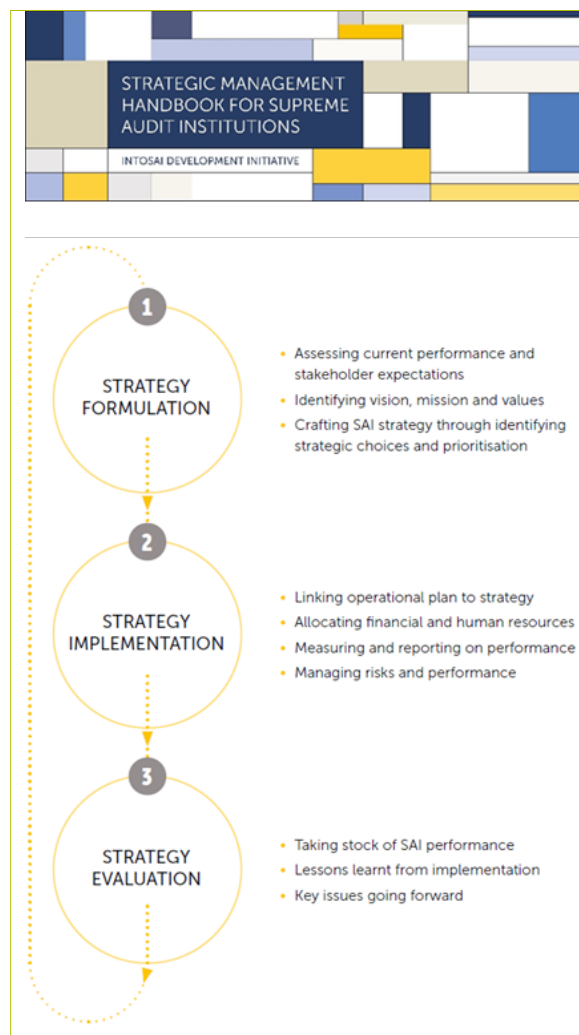 STRATEGIC MANAGEMENT
HANDBOOK FOR SUPREME
AUDIT INSTITUTIONS
INTOSAI DEVELOPMENT INITIATIVE
1
STRATEGY
FORMULATION
• Assessing current performance and
stakeholder expectations
• Identifying vision, mission and values
• Crafting SAI strategy through identifying
strategic choices and prioritisation
2
STRATEGY
IMPLEMENTATION
• Linking operational plan to strategy
• Allocating financial and human resources
• Measuring and reporting on performance
• Managing risks and performance
3
STRATEGY
EVALUATION
• Taking stock of SAI performance
• Lessons learnt from implementation
• Key issues going forward